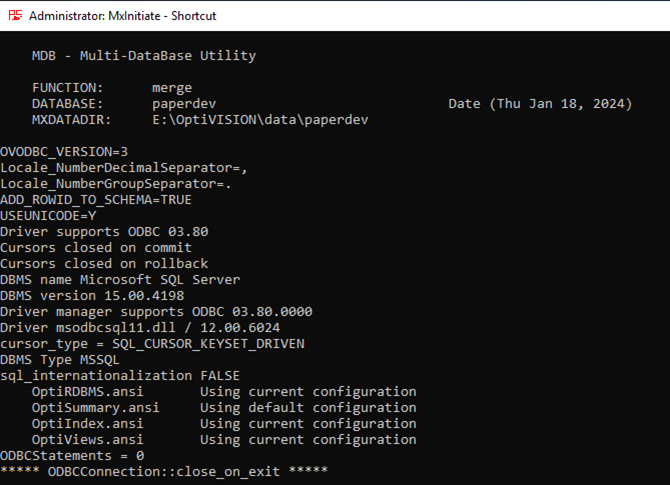 Administrator: MxInitiate - Shortcut
MDB - Multi-DataBase Utility
FUNCTION: merge
DATABASE: paperdev Date (Thu Jan 18, 2024)
MXDATADIR: E:\OptiVISION\data\paperdev
OVODBC_VERSION=3
Locale_NumberDecimalSeparator=,
Locale_NumberGroupSeparator=.
ADD_ROWID_TO_SCHEMA=TRUE
USEUNICODE=Y
Driver supports ODBC 03.80
Cursors closed on commit
Cursors closed on rollback
DBMS name Microsoft SQL Server
DBMS version 15.00.4198
Driver manager supports ODBC 03.80.0000
Driver msodbcsql11.dll / 12.00.6024
cursor_type = SQL_CURSOR_KEYSET_DRIVEN
DBMS Type MSSQL
sql_internationalization FALSE
OptiRDBMS.ansi Using current configuration
OptiSummary.ansi Using default configuration
OptiIndex.ansi Using current configuration
OptiViews.ansi Using current configuration
ODBCStatements = 0
***** ODBCConnection::close_on_exit *****